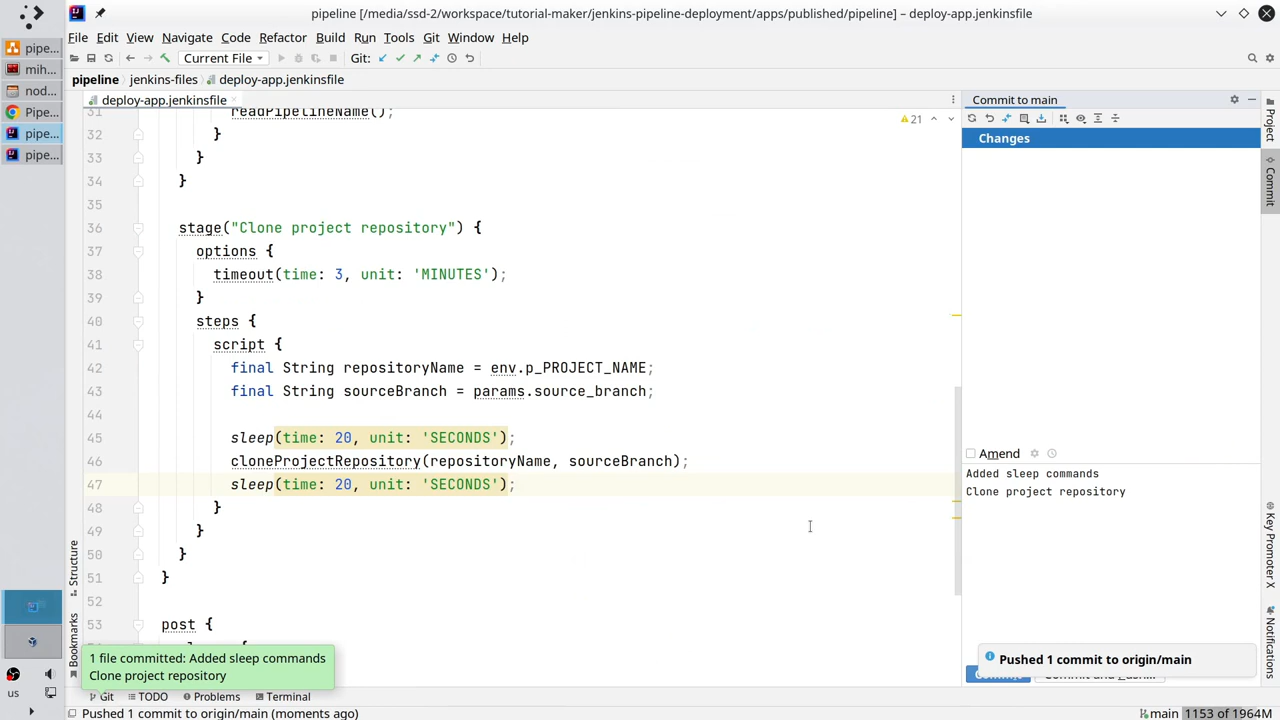 pipeline [/media/ssd-2/workspace/tutorial-maker/jenkins-pipeline-deployment/apps/published/pipeline] – deploy-app.jenkinsfile
File Edit View Navigate Code Refactor Build Run Tools Git Window Help
Current File
Git:
pipeline jenkins-files deploy-app.jenkinsfile
pipe...
mih...
nod...
Pipe...
pipe...
pipe...
us
deploy-app.jenkinsfile
21
31 readPipelineName();
32 }
33 }
34 }
35
36 stage("Clone project repository") {
37 options {
38 timeout(time: 3, unit: 'MINUTES');
39 }
40 steps {
41 script {
42 final String repositoryName = env.p_PROJECT_NAME;
43 final String sourceBranch = params.source_branch;
44
45 sleep(time: 20, unit: 'SECONDS');
46 cloneProjectRepository(repositoryName, sourceBranch);
47 sleep(time: 20, unit: 'SECONDS');
48 }
49 }
50 }
51 }
52
53 post {
Structure
Bookmarks
1 file committed: Added sleep commands
Clone project repository
Commit to main
Changes
Amend
Added sleep commands
Clone project repository
Pushed 1 commit to origin/main
Project
Commit
Key Promoter X
Notifications
Git TODO Problems Terminal
Pushed 1 commit to origin/main (moments ago)
main 1153 of 1964M